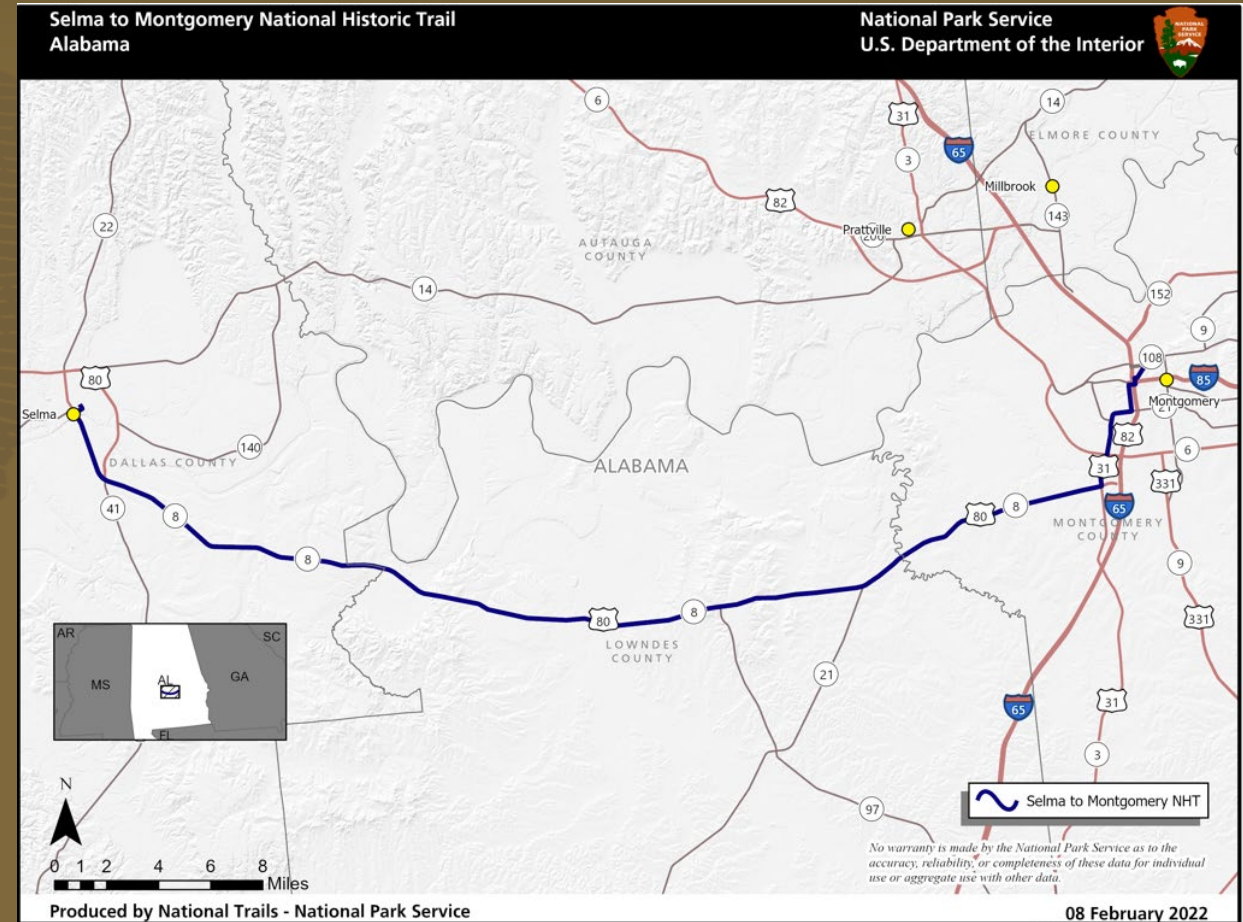 Selma to Montgomery National Historic Trail
Alabama
National Park Service
U.S. Department of the Interior
NATIONAL
PARK
SERVICE
6
31
14
ELMORE COUNTY
3
65
Millbrook
82
22
143
Prattville
206
AUTAUGA
COUNTY
14
152
9
108
80
85
Selma
Montgomery
21
82
140
6
DALLAS COUNTY
ALABAMA
31
331
41
8
80
8
65
MONTGOMERY
COUNTY
8
9
80
8
331
LOWNDES
COUNTY
AR
SC
MS
AL
GA
FL
21
65
31
3
N
Selma to Montgomery NHT
97
No warranty is made by the National Park Service as to the
accuracy, reliability, or completeness of these data for individual
use or aggregate use with other data.
0 1 2 4 6 8
Miles
Produced by National Trails - National Park Service
08 February 2022